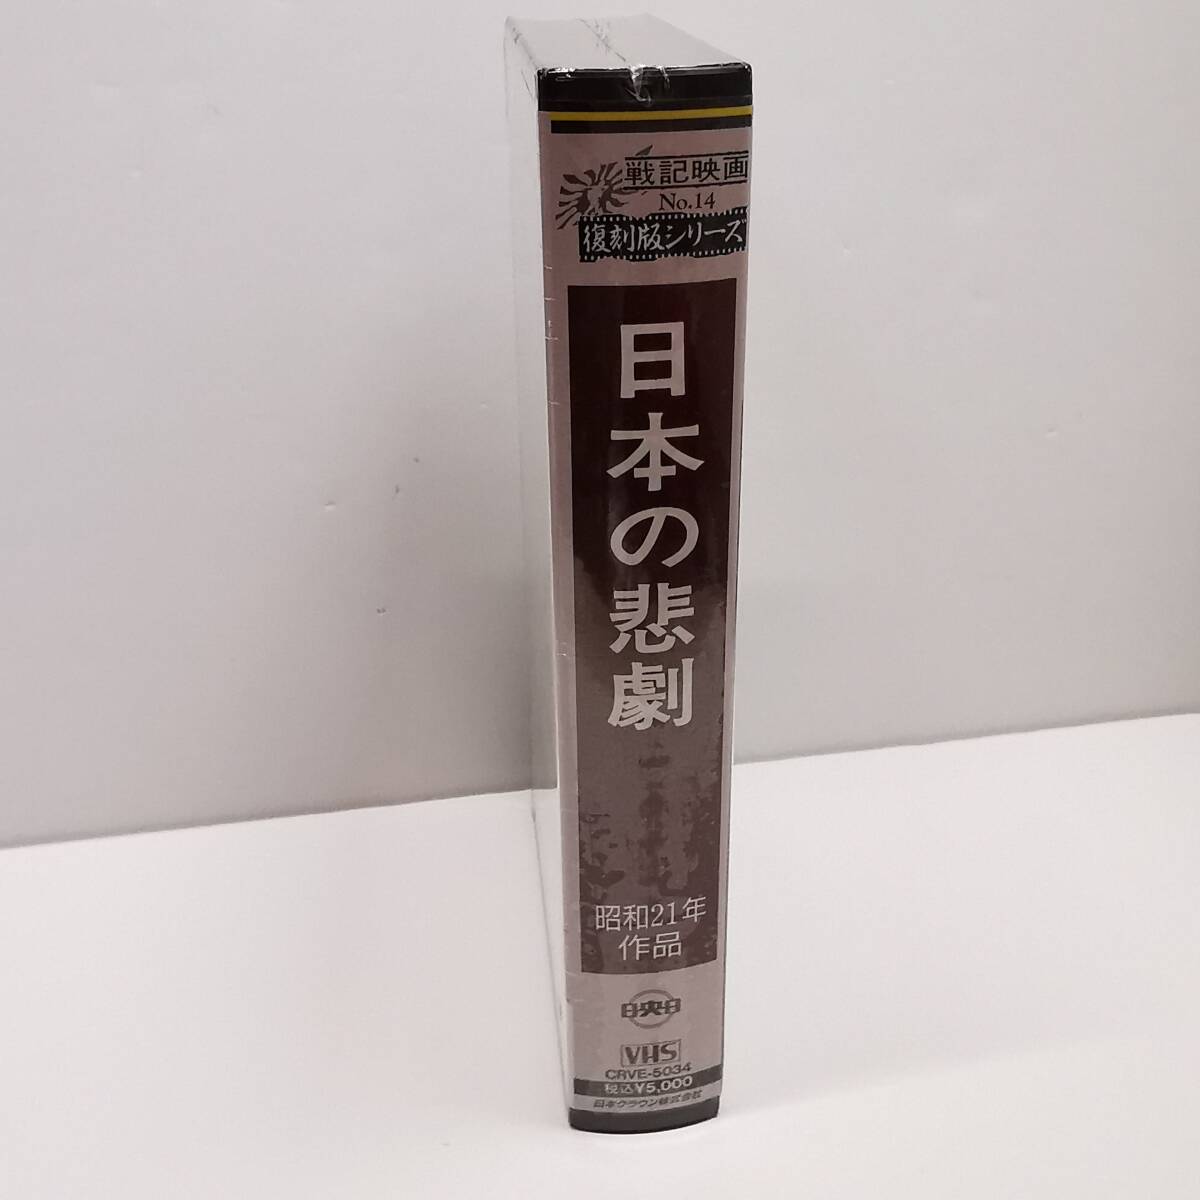 戦記映画
No.14
復刻版シリーズ
日本の悲劇
昭和21年
作品
VHS
CRVE-5034
税込¥5,000
日本クラウン株式会社